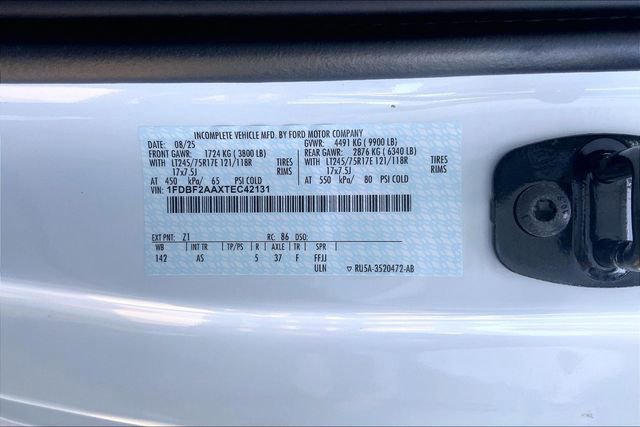 INCOMPLETE VEHICLE MFD. BY FORD MOTOR COMPANY
DATE: 08/25 GVWR: 4491 KG ( 9900 LB)
FRONT GAWR: 1724 KG ( 3800 LB) REAR GAWR: 2876 KG ( 6340 LB)
WITH LT245/75R17E 121/118R TIRES WITH LT245/75R17E 121/118R TIRES
17x7.5J RIMS 17x7.5J RIMS
AT 450 kPa/ 65 PSI COLD AT 550 kPa/ 80 PSI COLD
VIN: 1FDBF2AAXTEC42131
EXT PNT: Z1 RC: 86 DSO:
WB INT TR TP/PS R AXLE TR SPR
142 AS 5 37 F FFJJ
ULN ▽ RU5A-3520472-AB